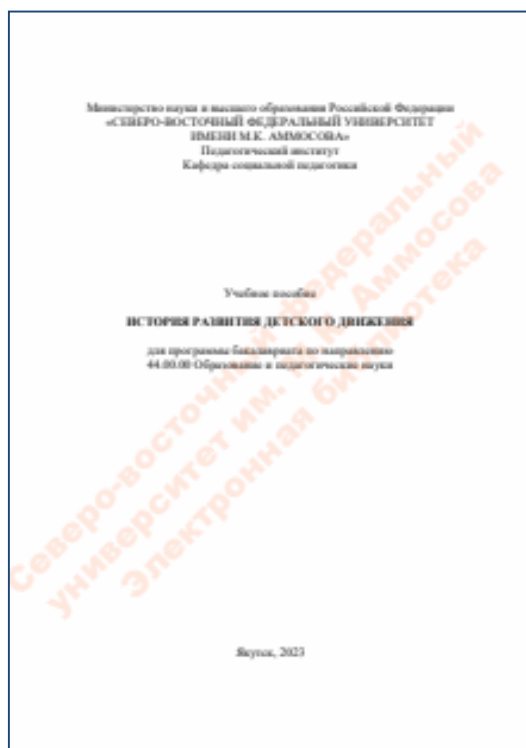 Министерство науки и высшего образования Российской Федерации
«СЕВЕРО-ВОСТОЧНЫЙ ФЕДЕРАЛЬНЫЙ УНИВЕРСИТЕТ
ИМЕНИ М.К. АММОСОВА»
Педагогический институт
Кафедра социальной педагогики
Учебное пособие
ИСТОРИЯ РАЗВИТИЯ ДЕТСКОГО ДВИЖЕНИЯ
для программы бакалавриата по направлению
44.00.00 Образование и педагогические науки
Северо-восточный федеральный
университет им. М.К. Аммосова
Электронная библиотека
Якутск, 2023